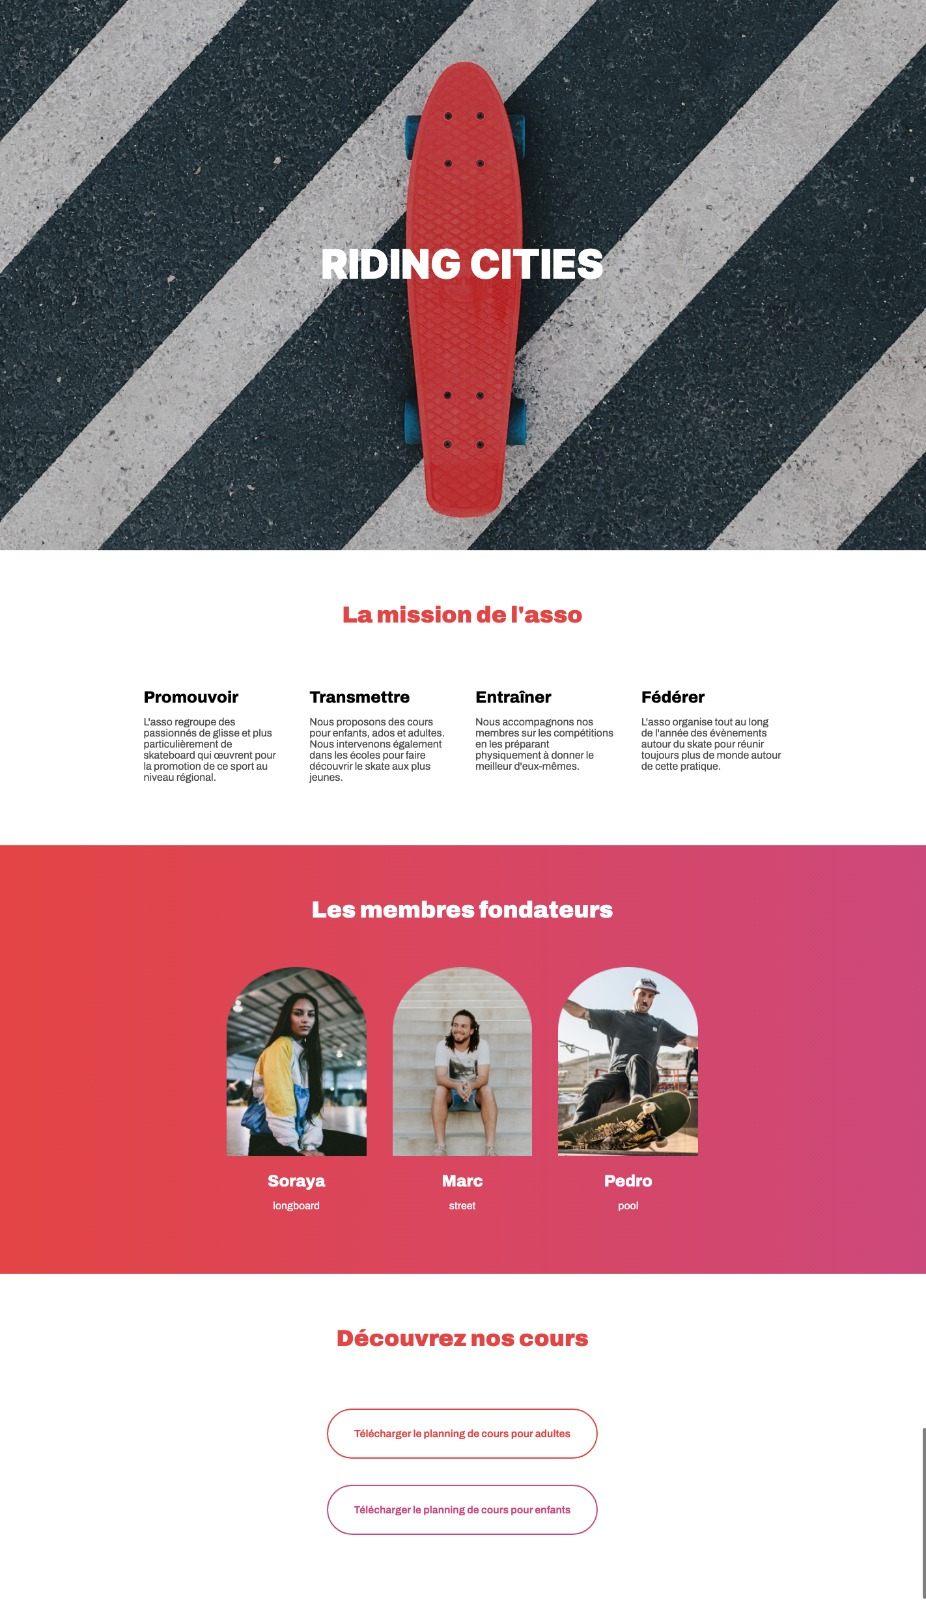 RIDING CITIES
La mission de l'asso
Promouvoir
L'asso regroupe des
passionnés de glisse et plus
particulièrement de
skateboard qui œuvrent pour
la promotion de ce sport au
niveau régional.
Transmettre
Nous proposons des cours
pour enfants, ados et adultes.
Nous intervenons également
dans les écoles pour faire
découvrir le skate aux plus
jeunes.
Entraîner
Nous accompagnons nos
membres sur les compétitions
en les préparant
physiquement à donner le
meilleur d'eux-mêmes.
Fédérer
L'asso organise tout au long
de l'année des évènements
autour du skate pour réunir
toujours plus de monde autour
de cette pratique.
Les membres fondateurs
Soraya
longboard
Marc
street
Pedro
pool
Découvrez nos cours
Télécharger le planning de cours pour adultes
Télécharger le planning de cours pour enfants